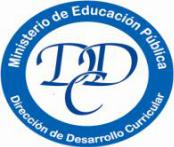 Ministerio de Educación Pública
DDC
Dirección de Desarrollo Curricular